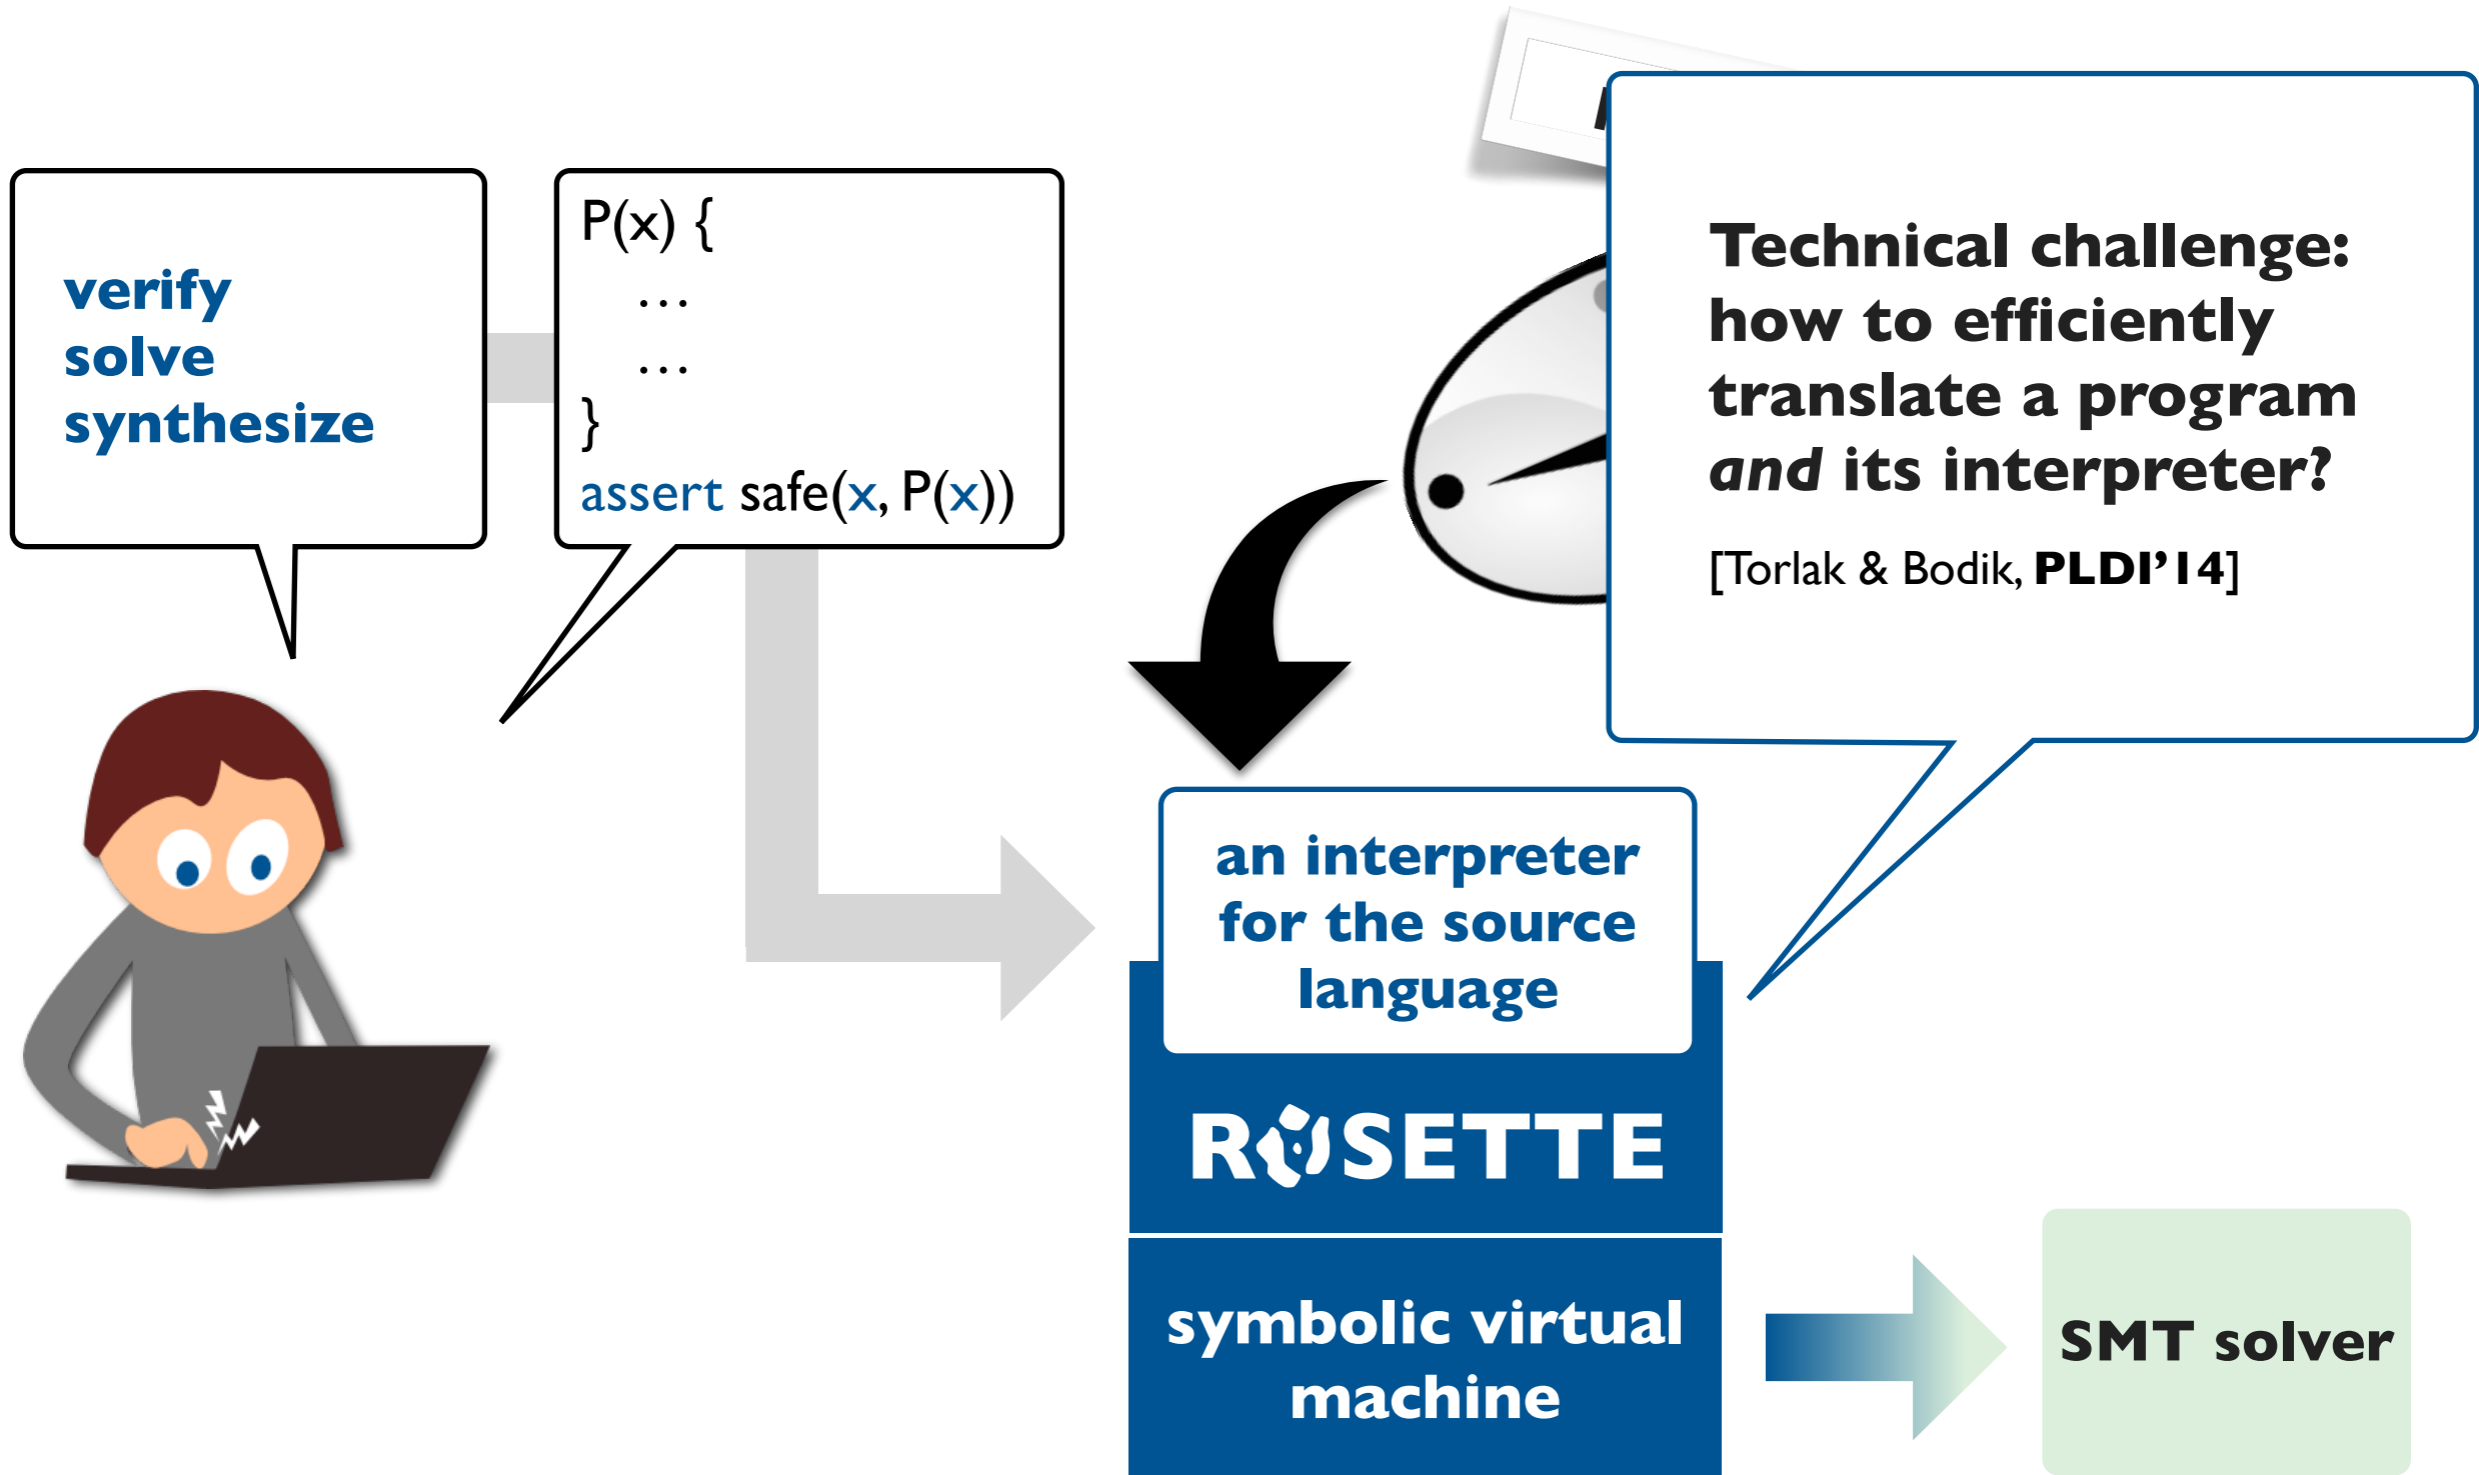 verify
solve
synthesize
P(x) {
…
…
}
assert safe(x, P(x))
Technical challenge:
how to efficiently
translate a program
and its interpreter?
[Torlak & Bodik, PLDI’14]
an interpreter
for the source
language
ROSETTE
symbolic virtual
machine
SMT solver